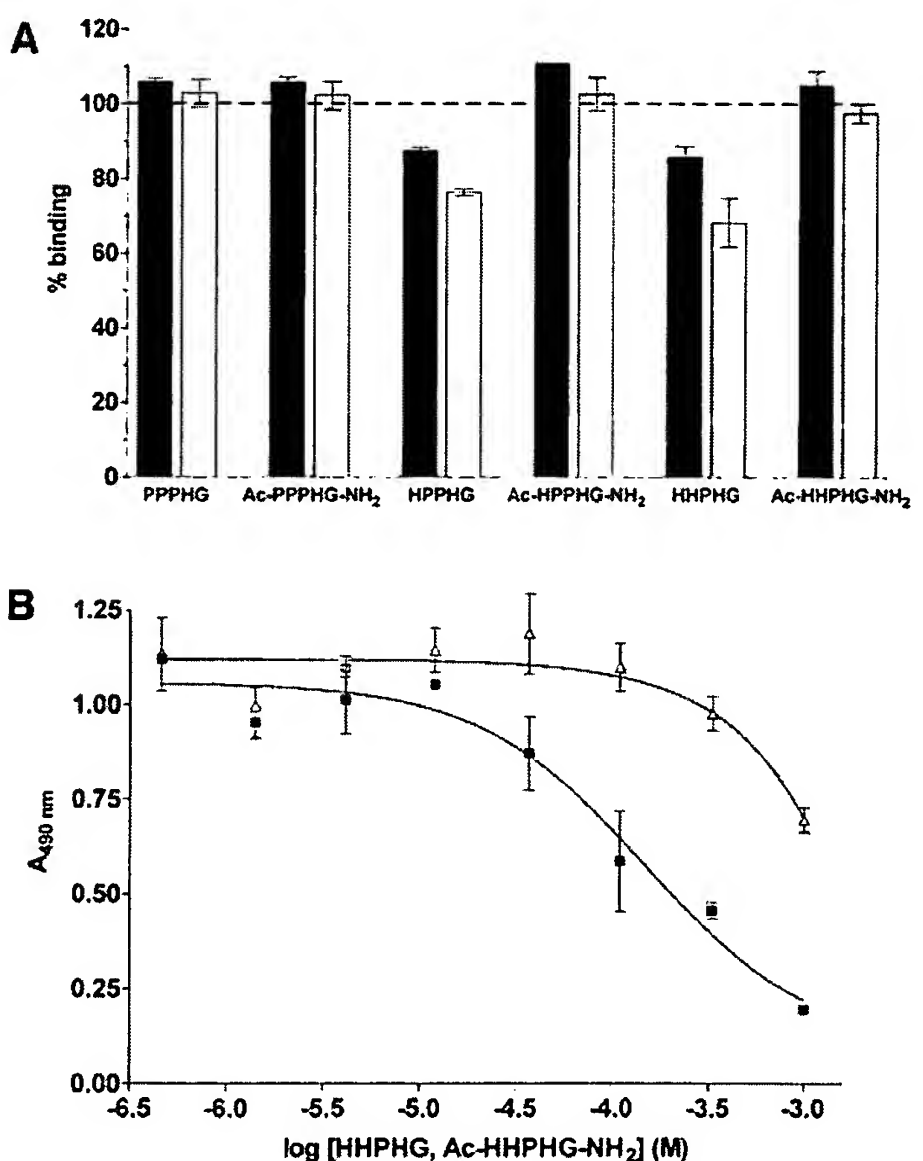 A
120
100
80
60
40
20
0
% binding
PPPHG Ac-PPPHG-NH2 HPPHG Ac-HPPHG-NH2 HHPHG Ac-HHPHG-NH2
B
1.25
1.00
0.75
0.50
0.25
0.00
A490 nm
-6.5 -6.0 -5.5 -5.0 -4.5 -4.0 -3.5 -3.0
log [HHPHG, Ac-HHPHG-NH2] (M)